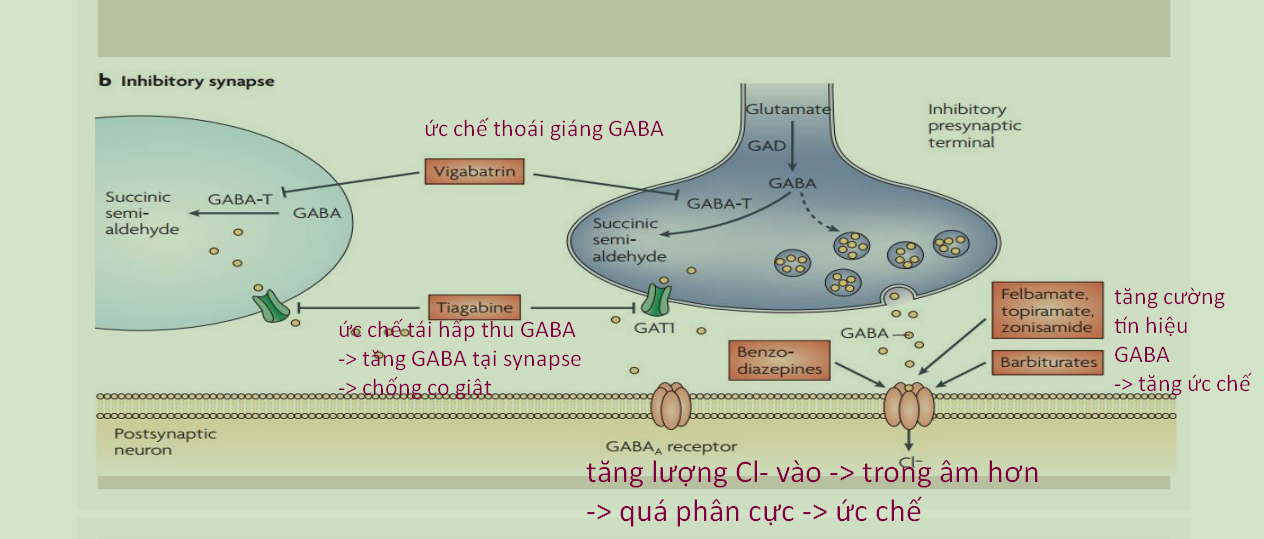 b Inhibitory synapse
ức chế thoái giáng GABA
Vigabatrin
Glutamate
GAD
GABA
Inhibitory
presynaptic
terminal
Succinic
semi-
aldehyde
GABA-T
GABA
GABA-T
Succinic
semi-
aldehyde
Tiagabine
ức chế tái hấp thu GABA
-> tăng GABA tại synapse
-> chống co giật
GAT1
GABA
Felbamate,
topiramate,
zonisamide
tăng cường
tín hiệu
GABA
-> tăng ức chế
Benzo-
diazepines
Barbiturates
Postsynaptic
neuron
GABAA receptor
Cl–
tăng lượng Cl- vào -> trong âm hơn
-> quá phân cực -> ức chế